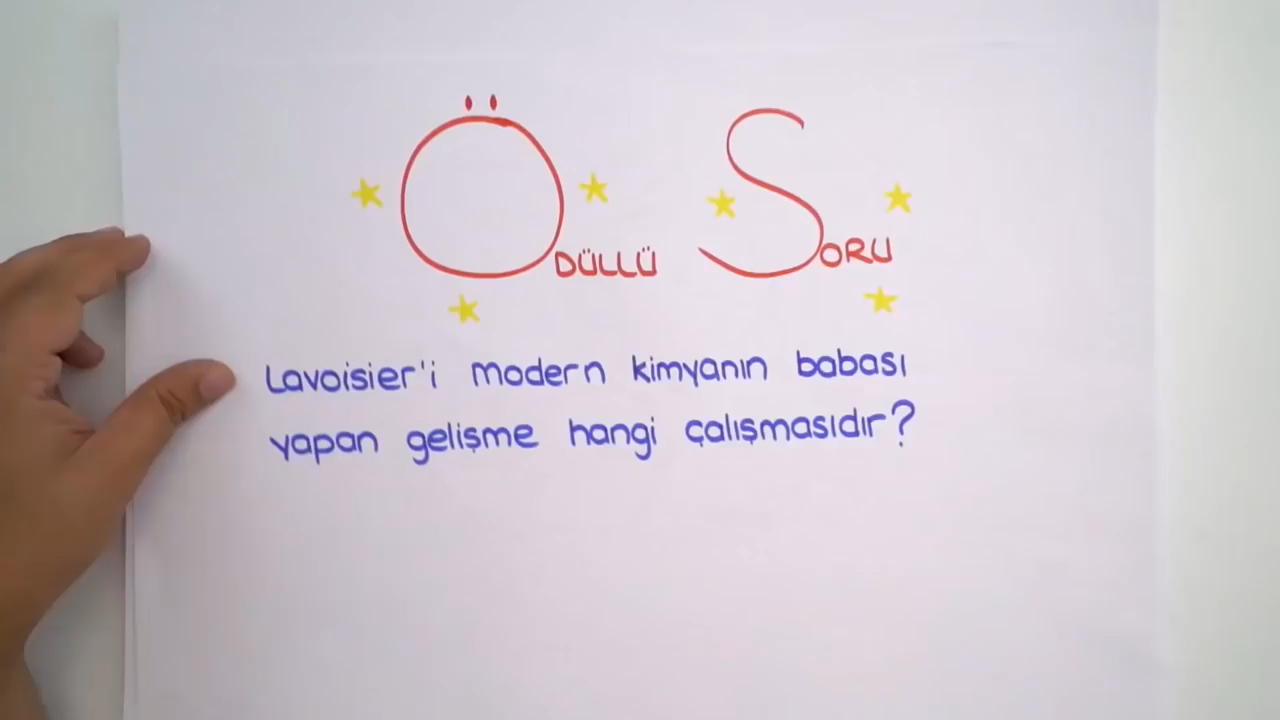 ÖDÜLLÜ SORU
Lavoisier'i modern kimyanın babası
yapan gelişme hangi çalışmasıdır?